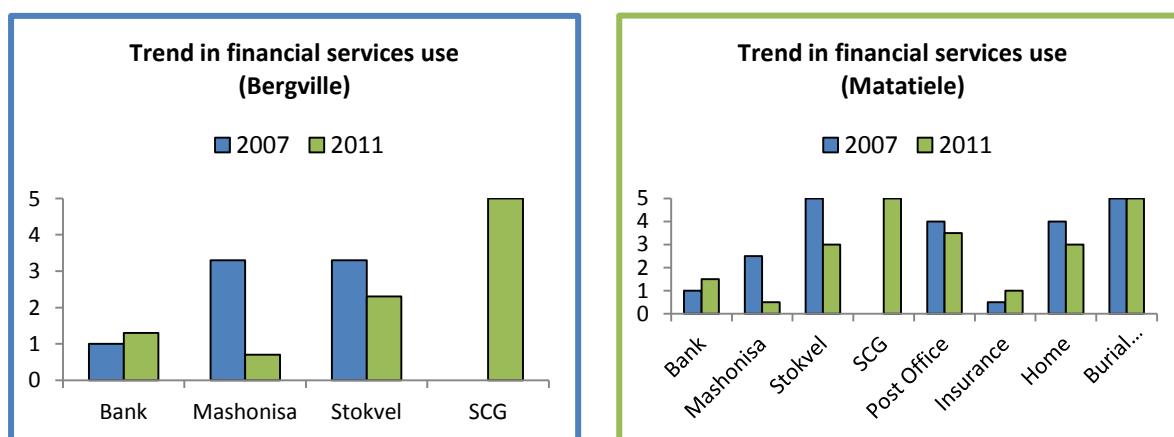 Trend in financial services use
(Bergville)
2007 2011
5
4
3
2
1
0
Bank Mashonisa Stokvel SCG
Trend in financial services use
(Matatiele)
2007 2011
5
4
3
2
1
0
Bank Mashonisa Stokvel SCG Post Office Insurance Home Burial...